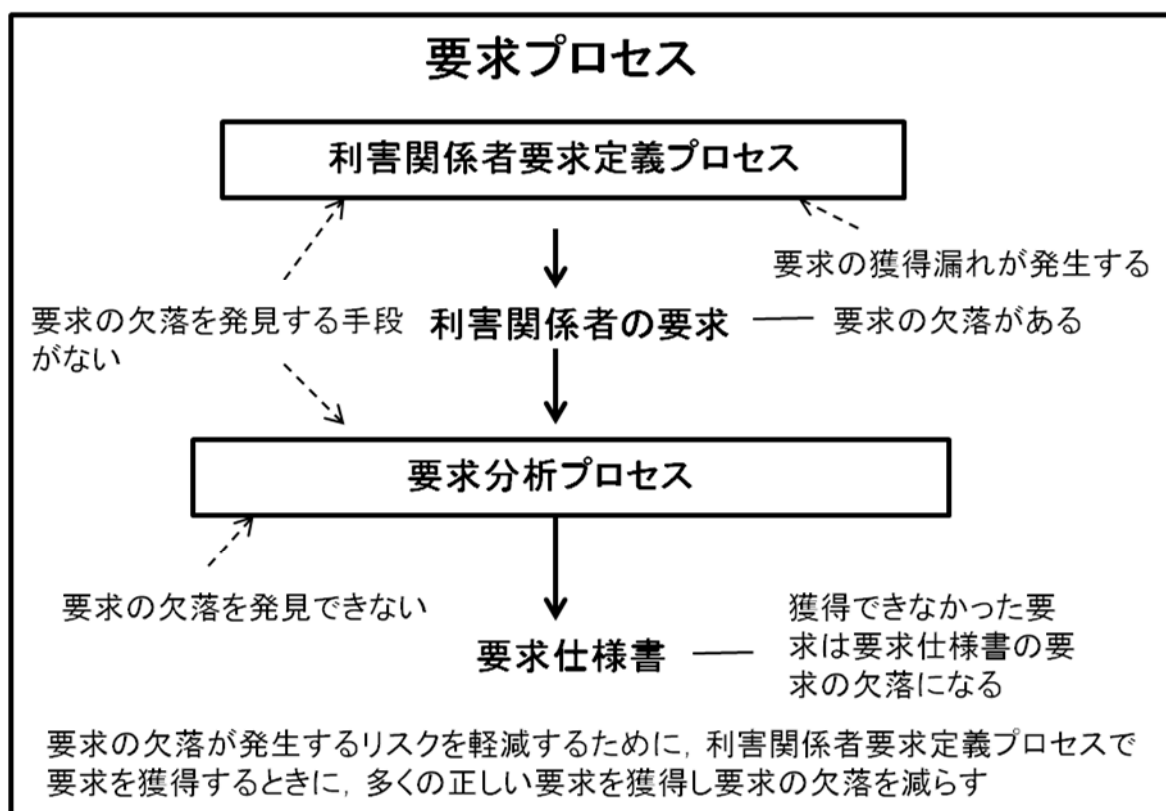 要求プロセス
利害関係者要求定義プロセス
要求の獲得漏れが発生する
要求の欠落を発見する手段
がない
利害関係者の要求
要求の欠落がある
要求分析プロセス
要求の欠落を発見できない
獲得できなかった要
求は要求仕様書の要
求の欠落になる
要求仕様書
要求の欠落が発生するリスクを軽減するために，利害関係者要求定義プロセスで
要求を獲得するときに，多くの正しい要求を獲得し要求の欠落を減らす